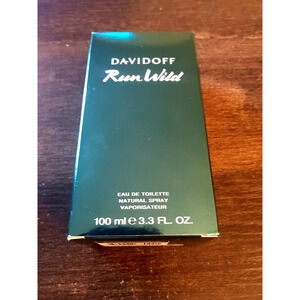 DAVIDOFF
Run Wild
EAU DE TOILETTE
NATURAL SPRAY
VAPORISATEUR
100 ml ℮ 3.3 FL. OZ.